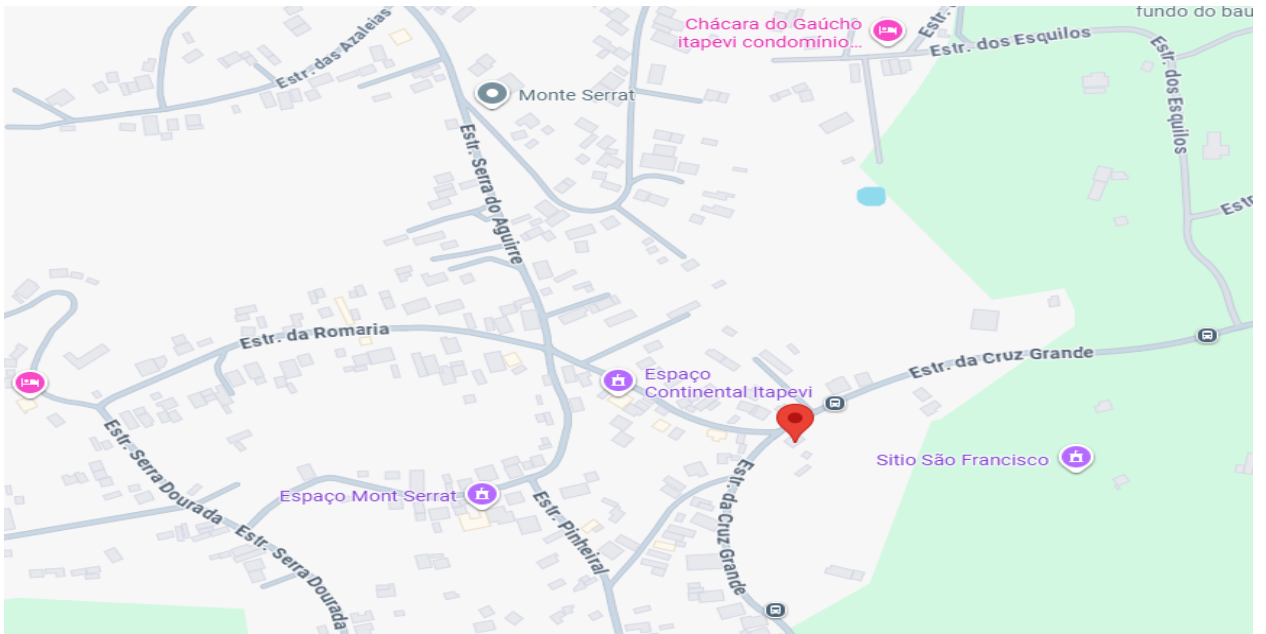 fundo do bau
Chácara do Gaúcho
itapevi condomínio...
Estr.
Estr. dos Esquilos
Estr. das Azaleias
Estr. dos Esquilos
Monte Serrat
Estr. Serra do Aguirre
Estr
Estr. da Romaria
Estr. da Cruz Grande
Espaço
Continental Itapevi
Sitio São Francisco
Estr. Serra Dourada
Espaço Mont Serrat
Estr. da Cruz Grande
Estr. Pinheiral
Estr. Serra Dourada